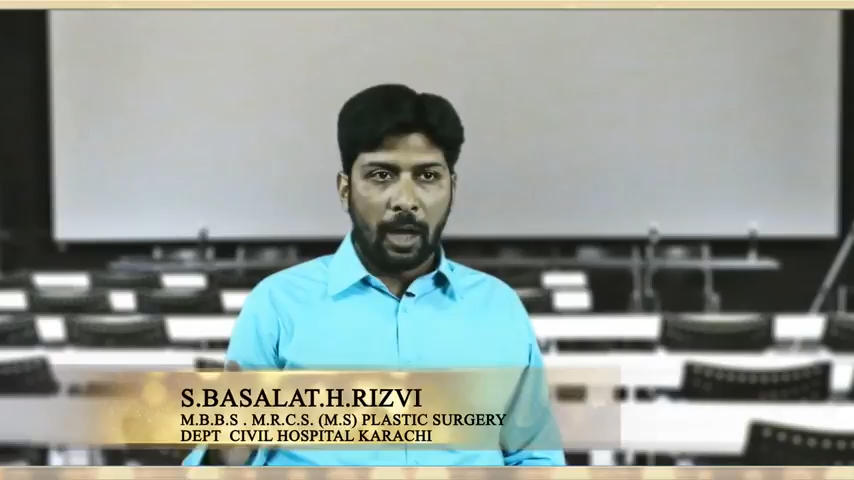 S.BASALAT.H.RIZVI
M.B.B.S . M.R.C.S. (M.S) PLASTIC SURGERY
DEPT CIVIL HOSPITAL KARACHI